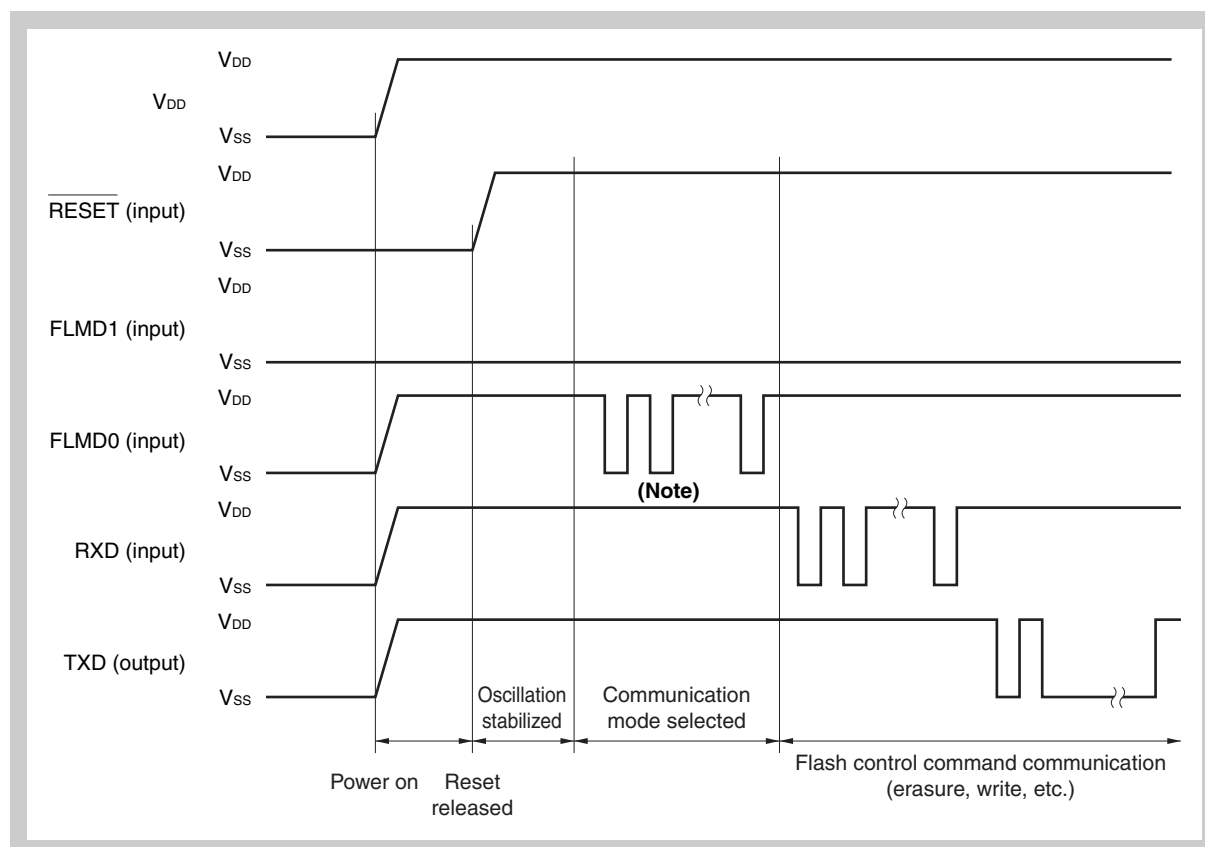 VDD
VDD
VSS
VDD
RESET (input)
VSS
VDD
FLMD1 (input)
VSS
VDD
FLMD0 (input)
VSS
(Note)
VDD
RXD (input)
VSS
VDD
TXD (output)
VSS
Oscillation
stabilized
Communication
mode selected
Power on
Reset
released
Flash control command communication
(erasure, write, etc.)